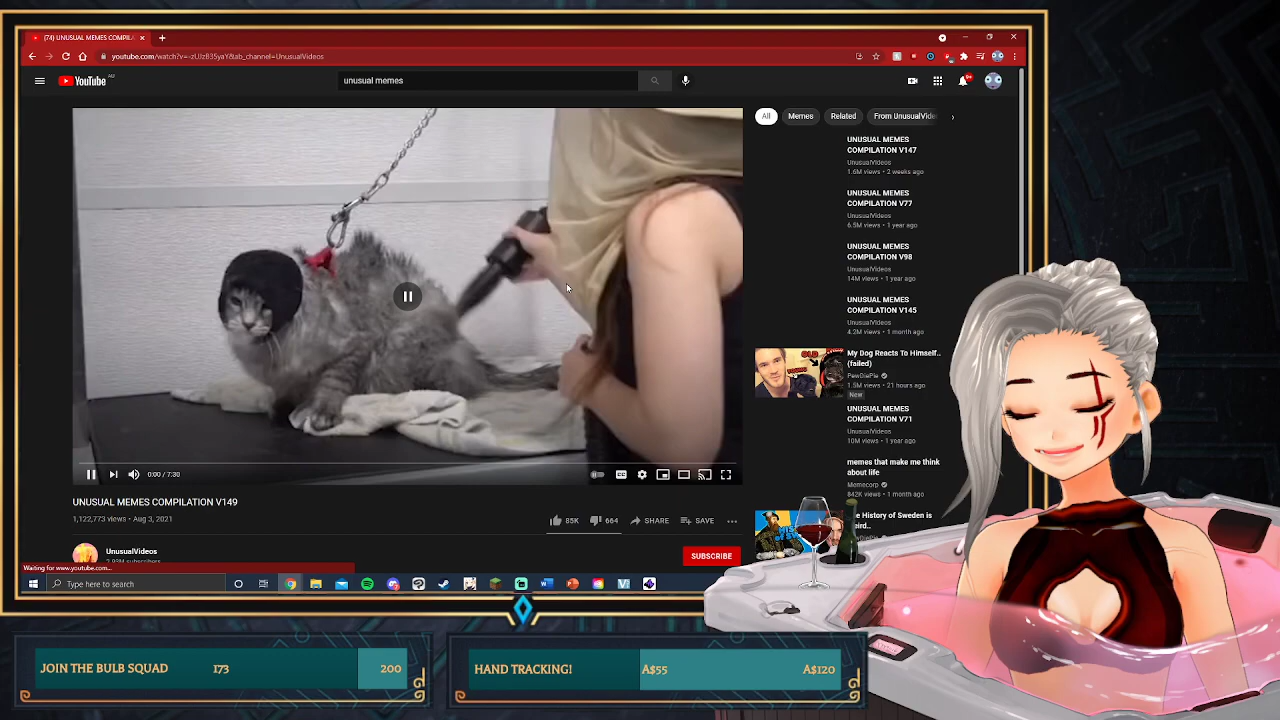 (74) UNUSUAL MEMES COMPILA
YouTube
unusual memes
All
Memes
Related
From UnusualVide
UNUSUAL MEMES
COMPILATION V147
UnusualVideos
1.6M views • 2 weeks ago
UNUSUAL MEMES
COMPILATION V77
UnusualVideos
6.5M views • 1 year ago
UNUSUAL MEMES
COMPILATION V98
UnusualVideos
14M views • 1 year ago
UNUSUAL MEMES
COMPILATION V145
UnusualVideos
4.2M views • 1 month ago
My Dog Reacts To Himself..
(failed)
PewDiePie
1.5M views • 21 hours ago
New
UNUSUAL MEMES
COMPILATION V71
UnusualVideos
10M views • 1 year ago
memes that make me think
about life
Memecorp
842K views • 1 month ago
History of Sweden is
0:00 / 7:30
UNUSUAL MEMES COMPILATION V149
1,122,773 views • Aug 3, 2021
85K
664
SHARE
SAVE
UnusualVideos
SUBSCRIBE
Waiting for www.youtube.com...
Type here to search
JOIN THE BULB SQUAD 173 200
HAND TRACKING! A$55 A$120